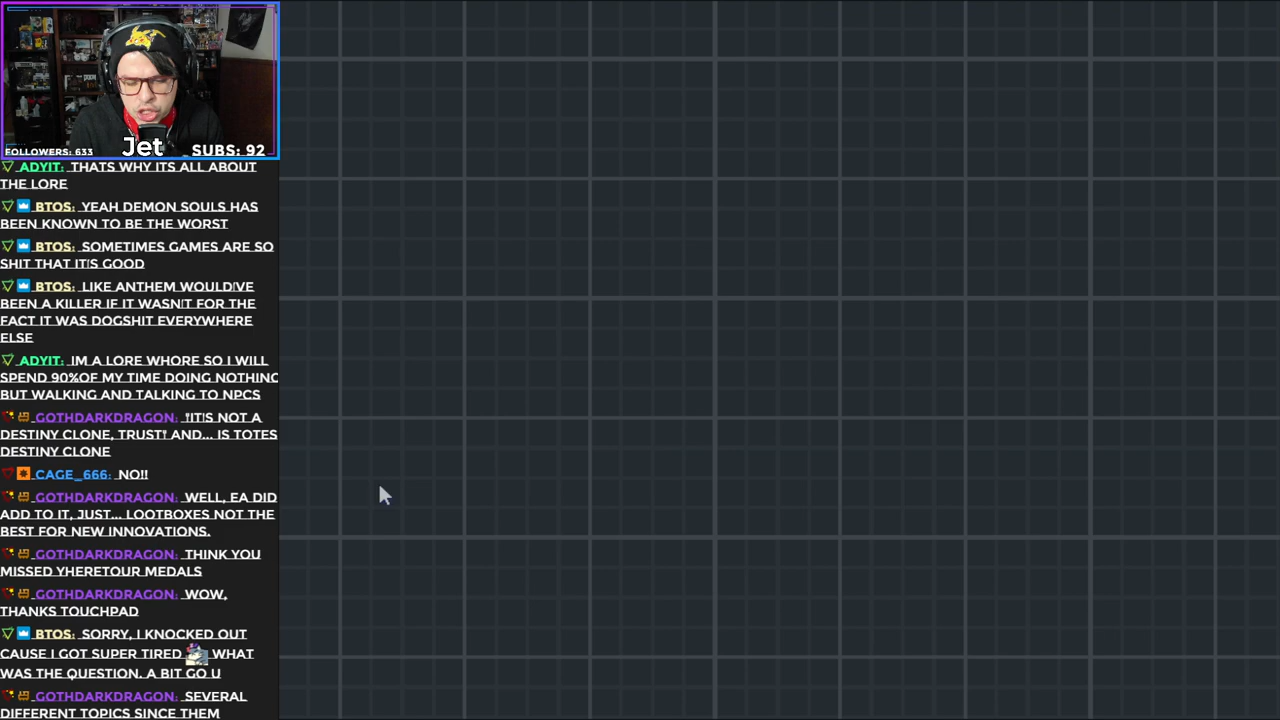 FOLLOWERS: 633
Jet
SUBS: 92
ADYIT: THATS WHY ITS ALL ABOUT
THE LORE
BTOS: YEAH DEMON SOULS HAS
BEEN KNOWN TO BE THE WORST
BTOS: SOMETIMES GAMES ARE SO
SHIT THAT IT'S GOOD
BTOS: LIKE ANTHEM WOULD'VE
BEEN A KILLER IF IT WASN'T FOR THE
FACT IT WAS DOGSHIT EVERYWHERE
ELSE
ADYIT: IM A LORE WHORE SO I WILL
SPEND 90%OF MY TIME DOING NOTHING
BUT WALKING AND TALKING TO NPCS
GOTHDARKDRAGON: "IT'S NOT A
DESTINY CLONE, TRUST" AND... IS TOTES
DESTINY CLONE
CAGE_666: NO!!
GOTHDARKDRAGON: WELL, EA DID
ADD TO IT, JUST... LOOTBOXES NOT THE
BEST FOR NEW INNOVATIONS.
GOTHDARKDRAGON: THINK YOU
MISSED YHERETOUR MEDALS
GOTHDARKDRAGON: WOW,
THANKS TOUCHPAD
BTOS: SORRY, I KNOCKED OUT
CAUSE I GOT SUPER TIRED WHAT
WAS THE QUESTION. A BIT GO U
GOTHDARKDRAGON: SEVERAL
DIFFERENT TOPICS SINCE THEM